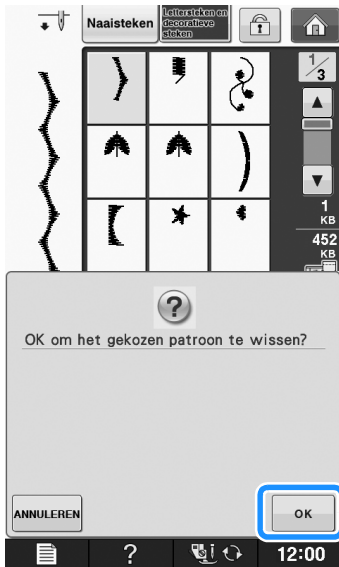 Naaisteken
Lettersteken en
decoratieve
steken
1/3
1
KB
452
KB
OK om het gekozen patroon te wissen?
ANNULEREN
OK
?
12:00